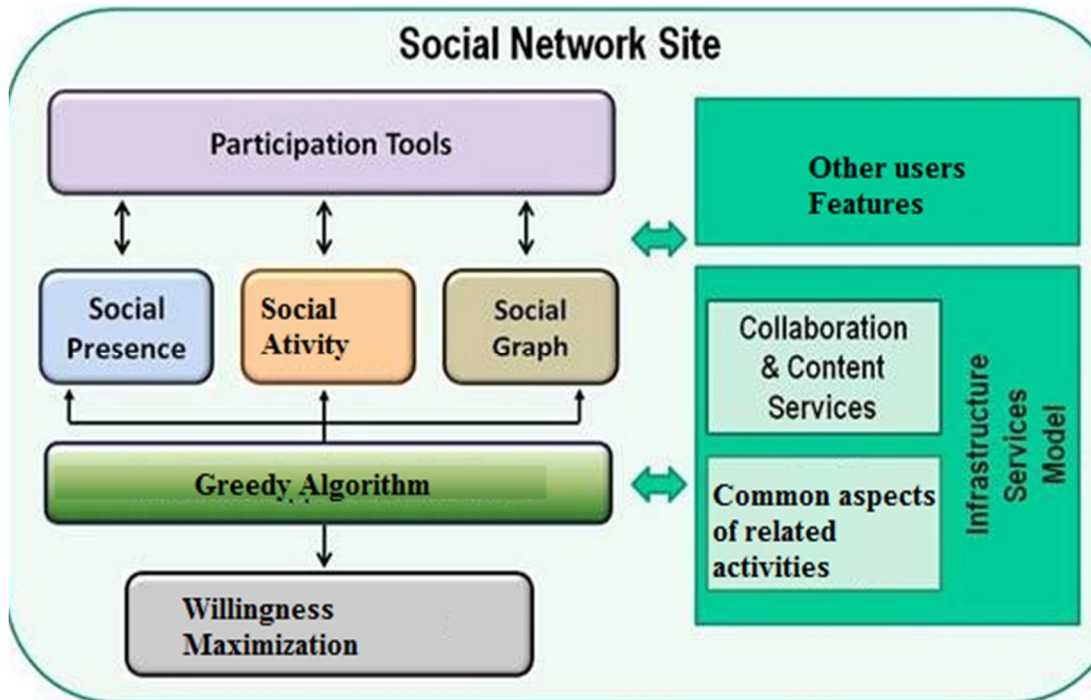 Social Network Site
Participation Tools
Other users
Features
Social
Presence
Social
Ativity
Social
Graph
Collaboration
& Content
Services
Infrastructure
Services
Model
Greedy Algorithm
Common aspects
of related
activities
Willingness
Maximization